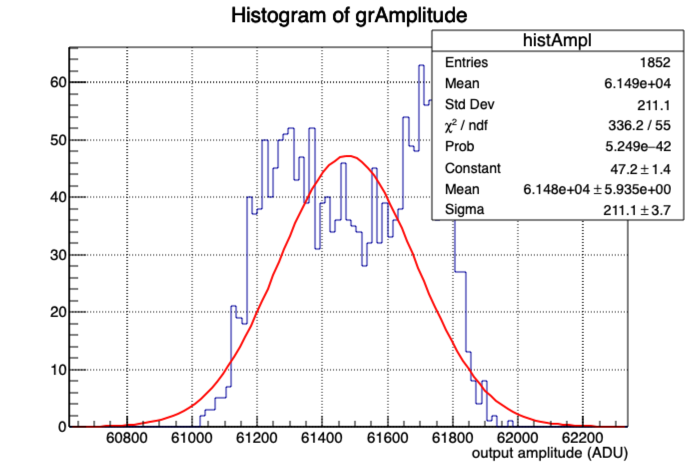 Histogram of grAmplitude
histAmpl
Entries 1852
Mean 6.149e+04
Std Dev 211.1
χ² / ndf 336.2 / 55
Prob 5.249e−42
Constant 47.2 ± 1.4
Mean 6.148e+04 ± 5.935e+00
Sigma 211.1 ± 3.7
60
50
40
30
20
10
0
60800 61000 61200 61400 61600 61800 62000 62200
output amplitude (ADU)